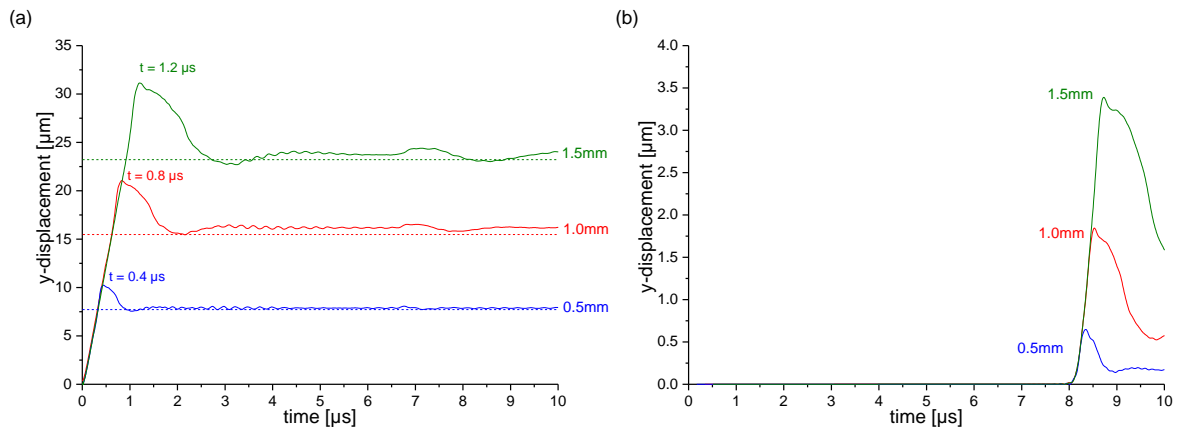 (a)
y-displacement [µm]
35
30
25
20
15
10
5
0
t = 1.2 µs
t = 0.8 µs
t = 0.4 µs
1.5mm
1.0mm
0.5mm
0 1 2 3 4 5 6 7 8 9 10
time [µs]
(b)
y-displacement [µm]
4.0
3.5
3.0
2.5
2.0
1.5
1.0
0.5
0.0
1.5mm
1.0mm
0.5mm
0 1 2 3 4 5 6 7 8 9 10
time [µs]